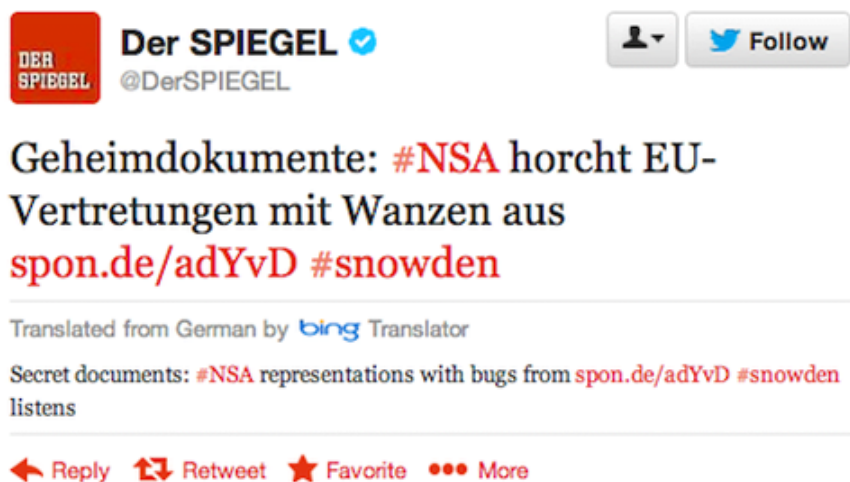 DER
SPIEGEL
Der SPIEGEL
@DerSPIEGEL
Follow
Geheimdokumente: #NSA horcht EU-
Vertretungen mit Wanzen aus
spon.de/adYvD #snowden
Translated from German by bing Translator
Secret documents: #NSA representations with bugs from spon.de/adYvD #snowden
listens
Reply Retweet Favorite More